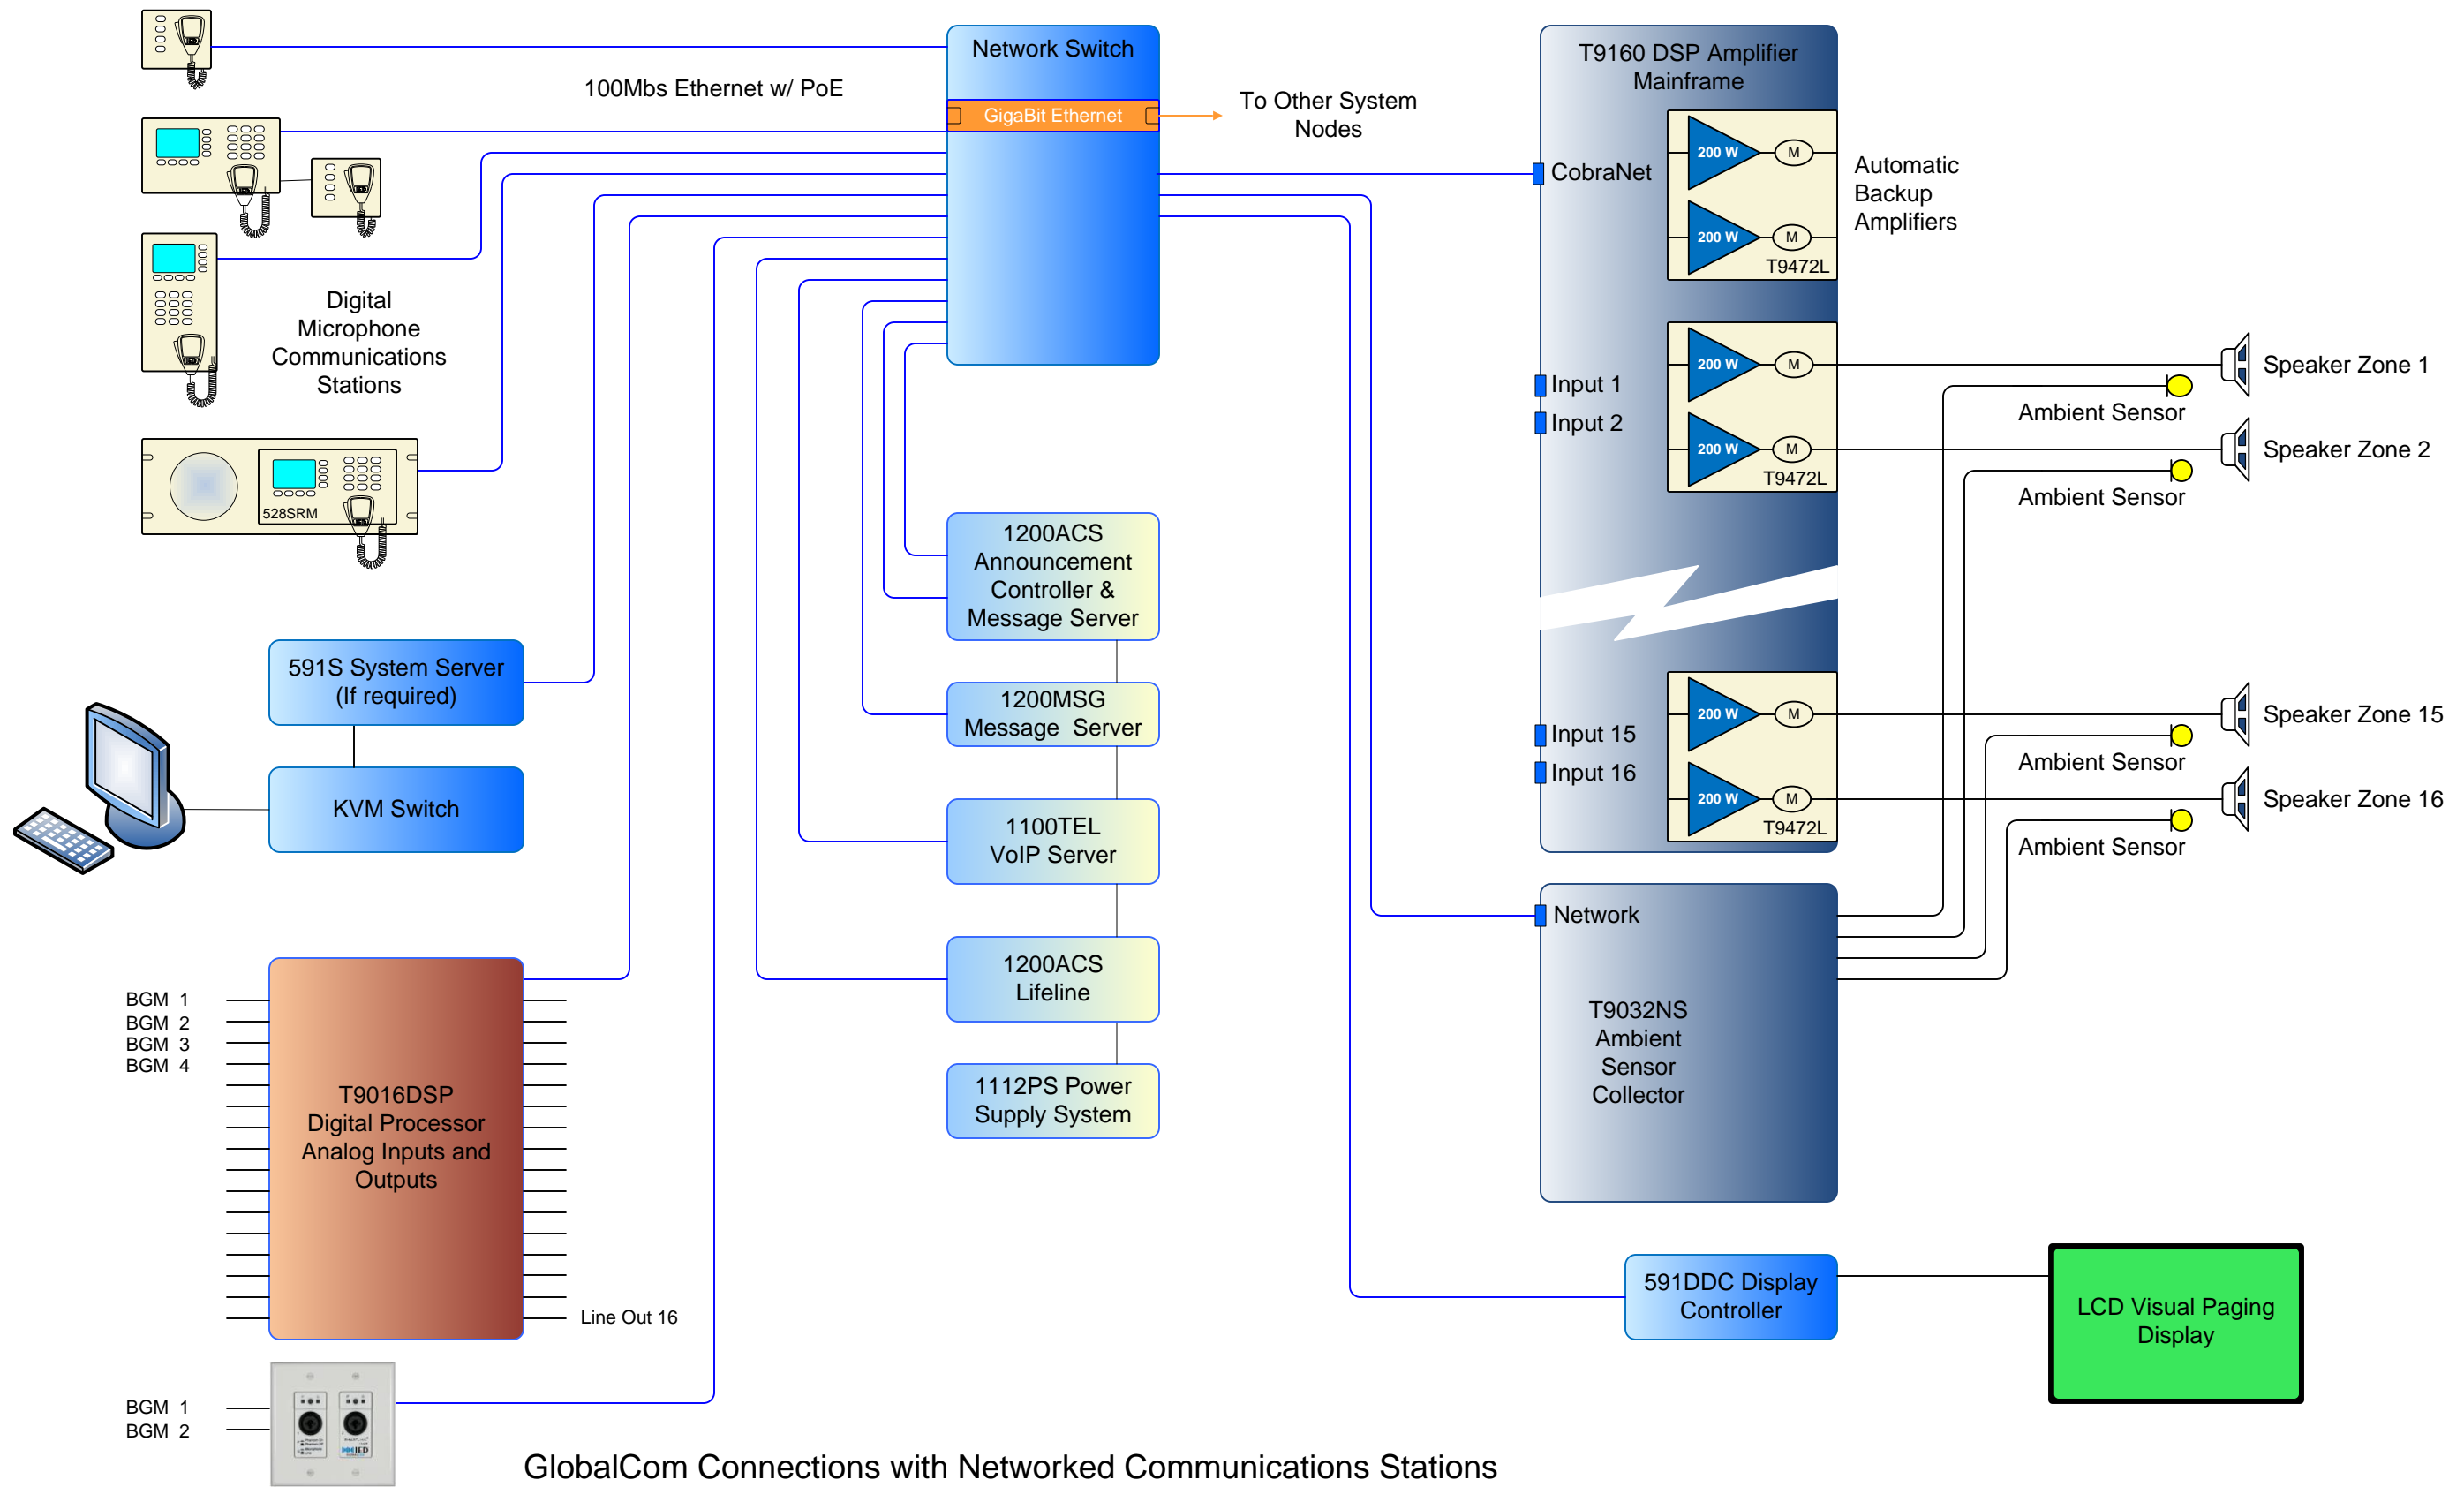 Network Switch
100Mbs Ethernet w/ PoE
GigaBit Ethernet
To Other System
Nodes
Digital
Microphone
Communications
Stations
528SRM
591S System Server
(If required)
KVM Switch
BGM 1
BGM 2
BGM 3
BGM 4
T9016DSP
Digital Processor
Analog Inputs and
Outputs
Line Out 16
BGM 1
BGM 2
IED
1200ACS
Announcement
Controller &
Message Server
1200MSG
Message Server
1100TEL
VoIP Server
1200ACS
Lifeline
1112PS Power
Supply System
T9160 DSP Amplifier
Mainframe
CobraNet
200 W
M
200 W
M
T9472L
Automatic
Backup
Amplifiers
Input 1
Input 2
200 W
M
200 W
M
T9472L
Speaker Zone 1
Ambient Sensor
Speaker Zone 2
Ambient Sensor
Input 15
Input 16
200 W
M
200 W
M
T9472L
Speaker Zone 15
Ambient Sensor
Speaker Zone 16
Ambient Sensor
Network
T9032NS
Ambient
Sensor
Collector
591DDC Display
Controller
LCD Visual Paging
Display
GlobalCom Connections with Networked Communications Stations